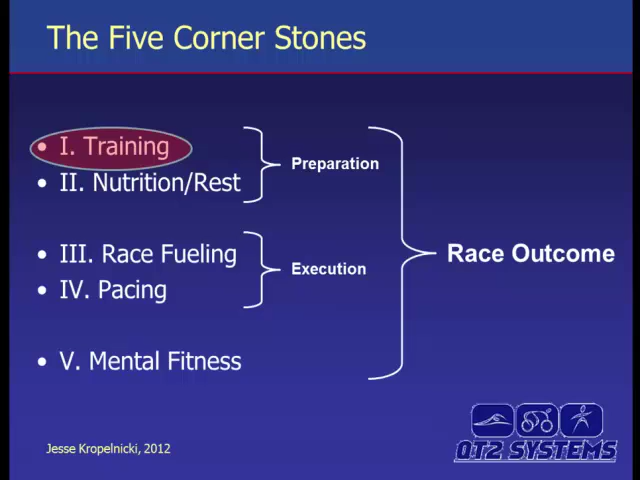 The Five Corner Stones
• I. Training
• II. Nutrition/Rest
Preparation
• III. Race Fueling
• IV. Pacing
Execution
• V. Mental Fitness
Race Outcome
Jesse Kropelnicki, 2012
QT2 SYSTEMS